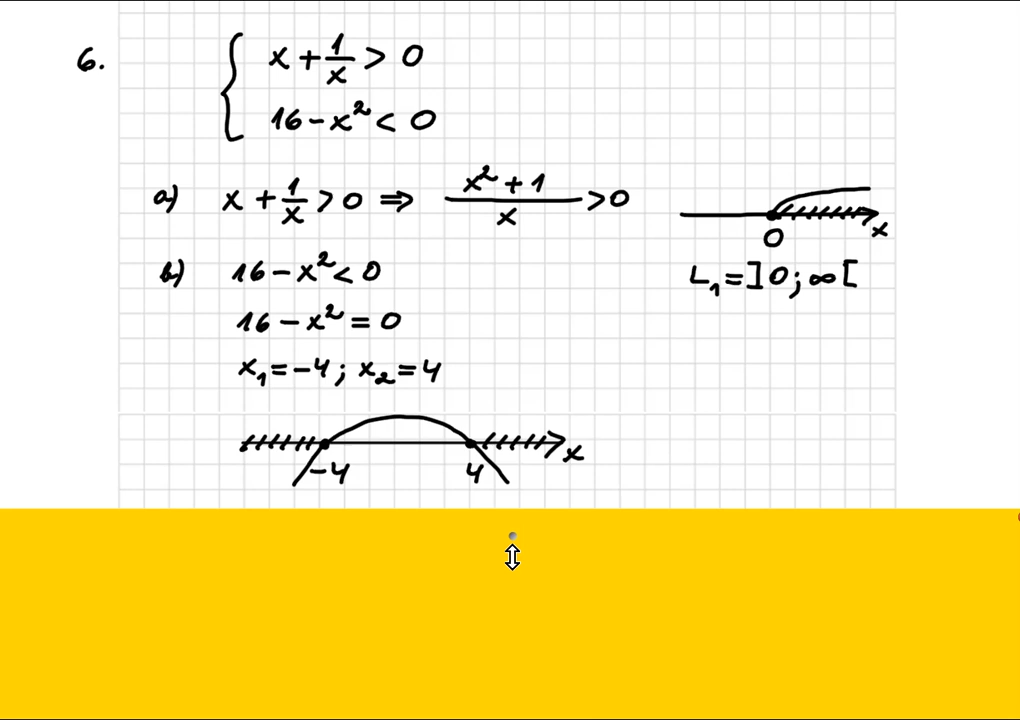 6.
{ x + 1/x > 0
16 - x² < 0
a) x + 1/x > 0 ⇒ (x² + 1)/x > 0
0 x
L₁ = ]0; ∞[
b) 16 - x² < 0
16 - x² = 0
x₁ = -4; x₂ = 4
-4 4 x